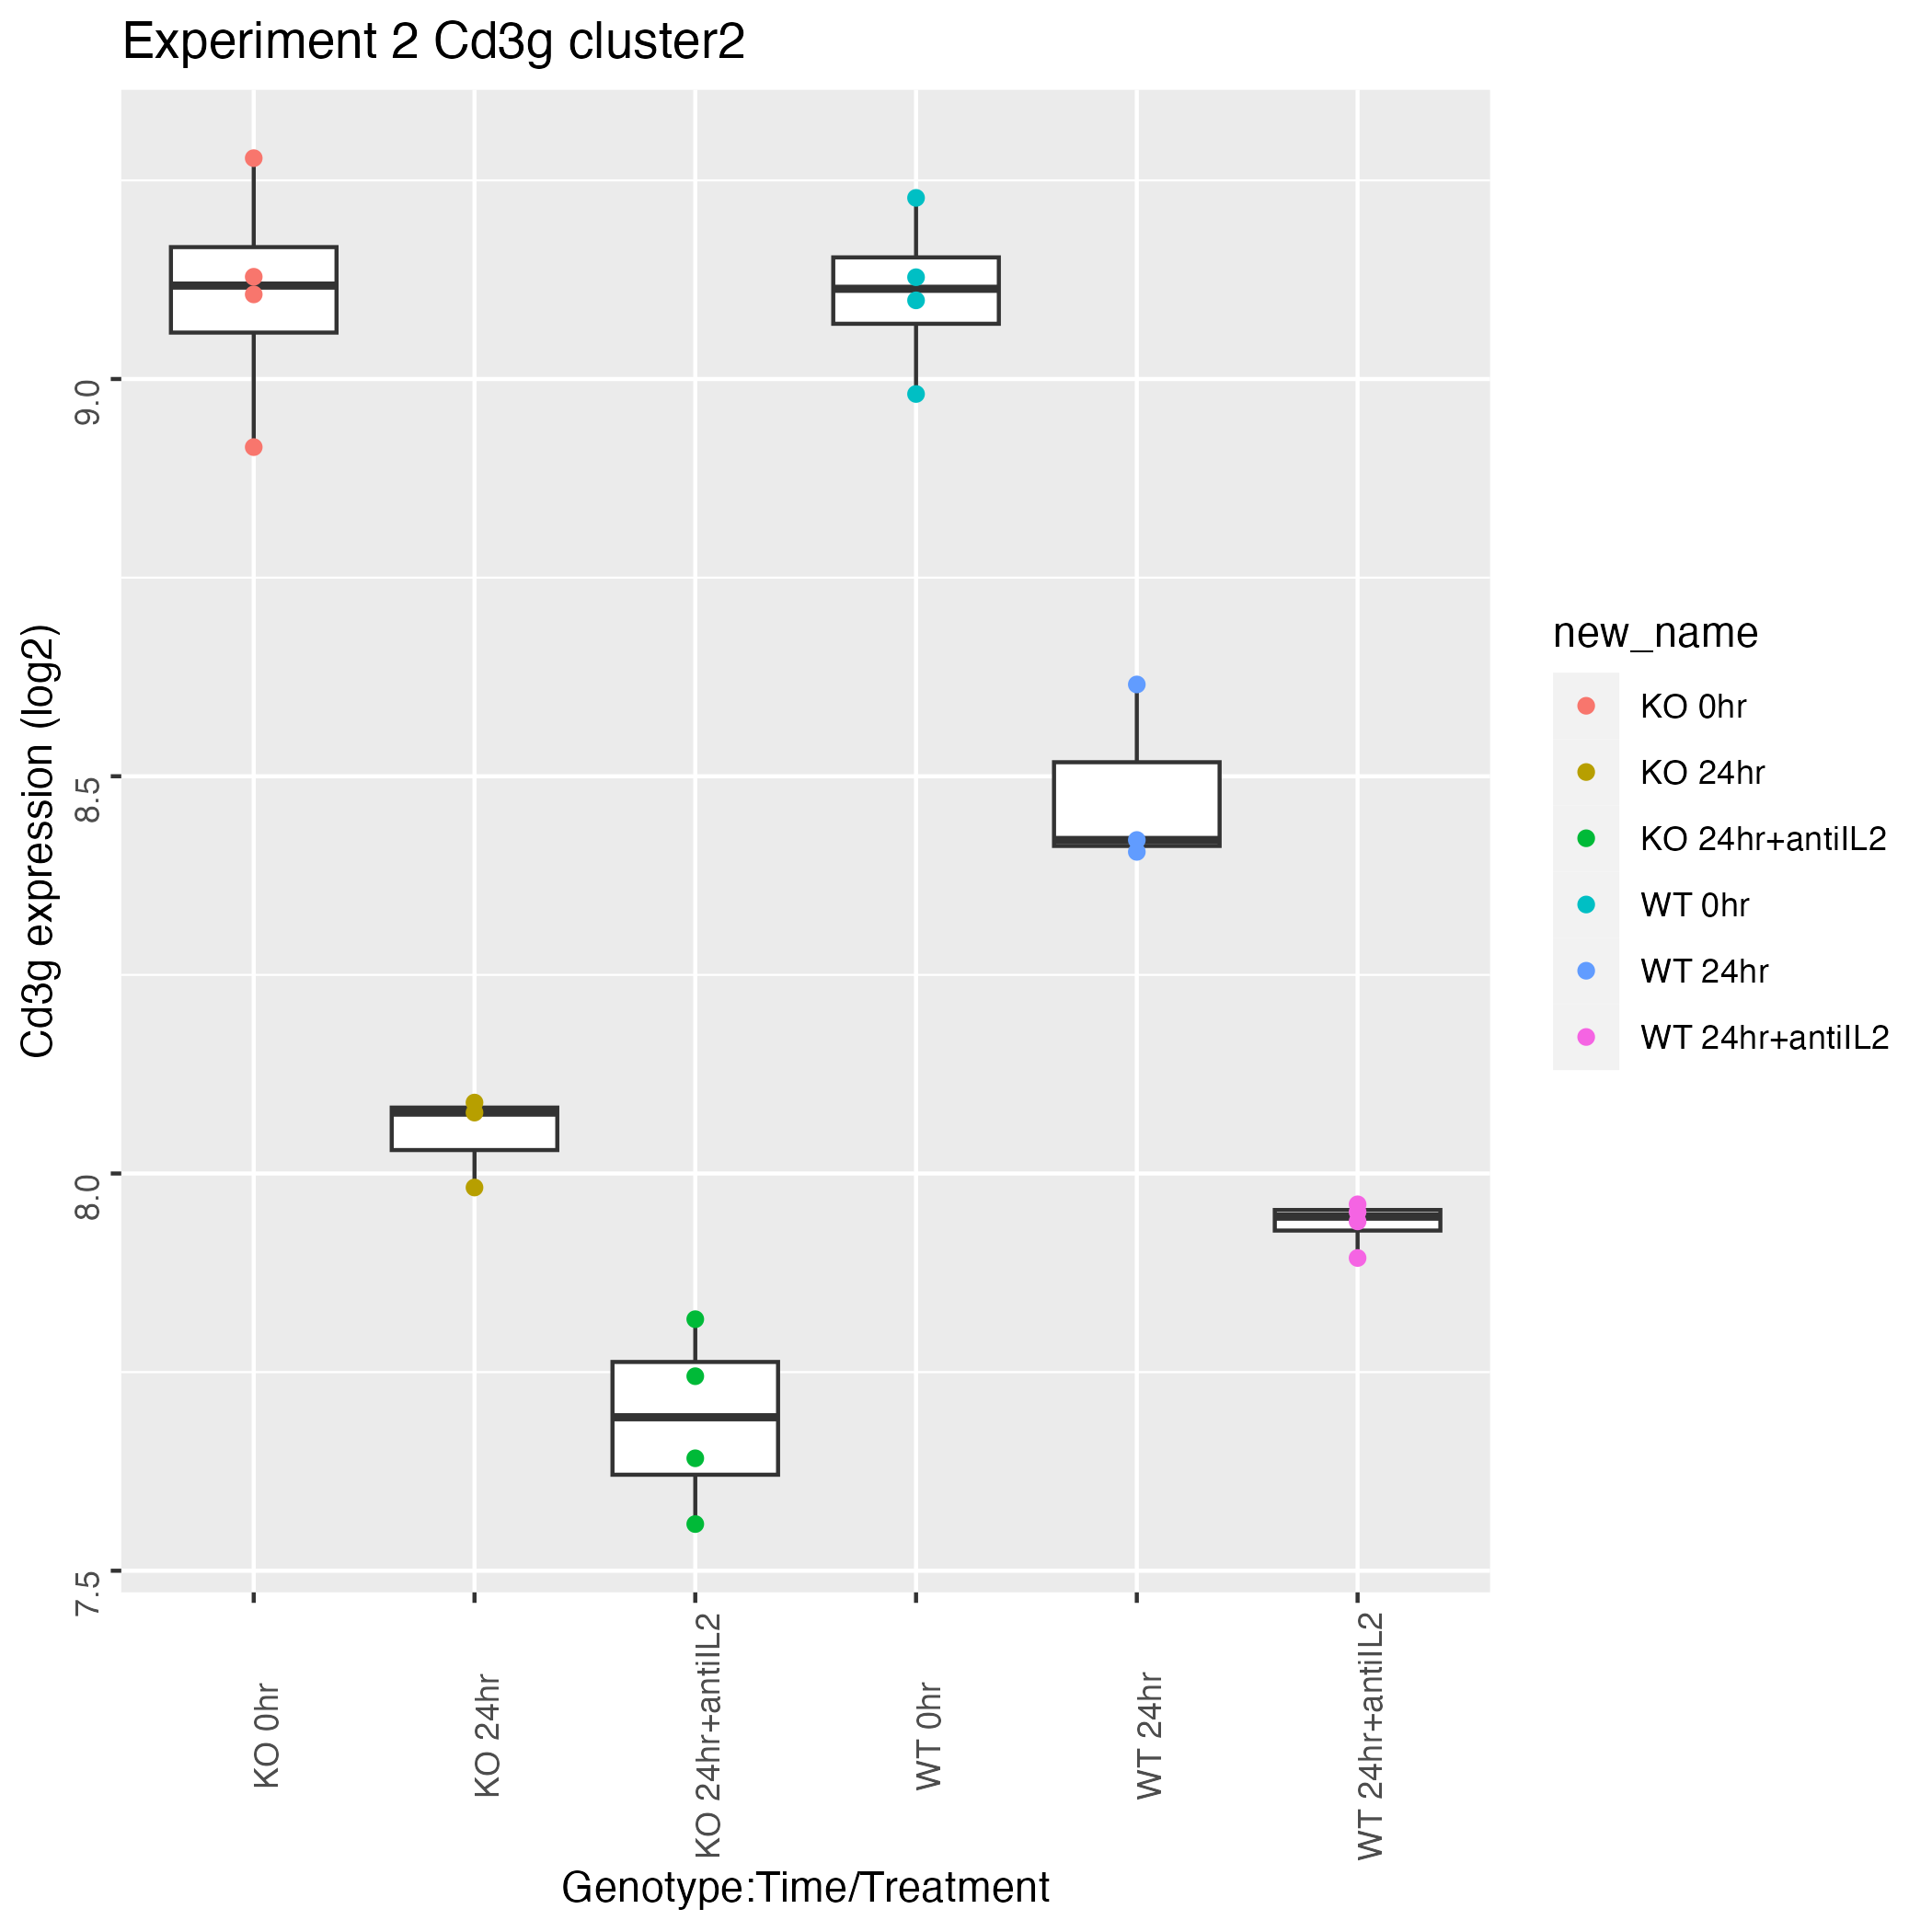 Experiment 2 Cd3g cluster2
Cd3g expression (log2)
9.0
8.5
8.0
7.5
KO 0hr
KO 24hr
KO 24hr+antiIL2
WT 0hr
WT 24hr
WT 24hr+antiIL2
Genotype:Time/Treatment
new_name
KO 0hr
KO 24hr
KO 24hr+antiIL2
WT 0hr
WT 24hr
WT 24hr+antiIL2